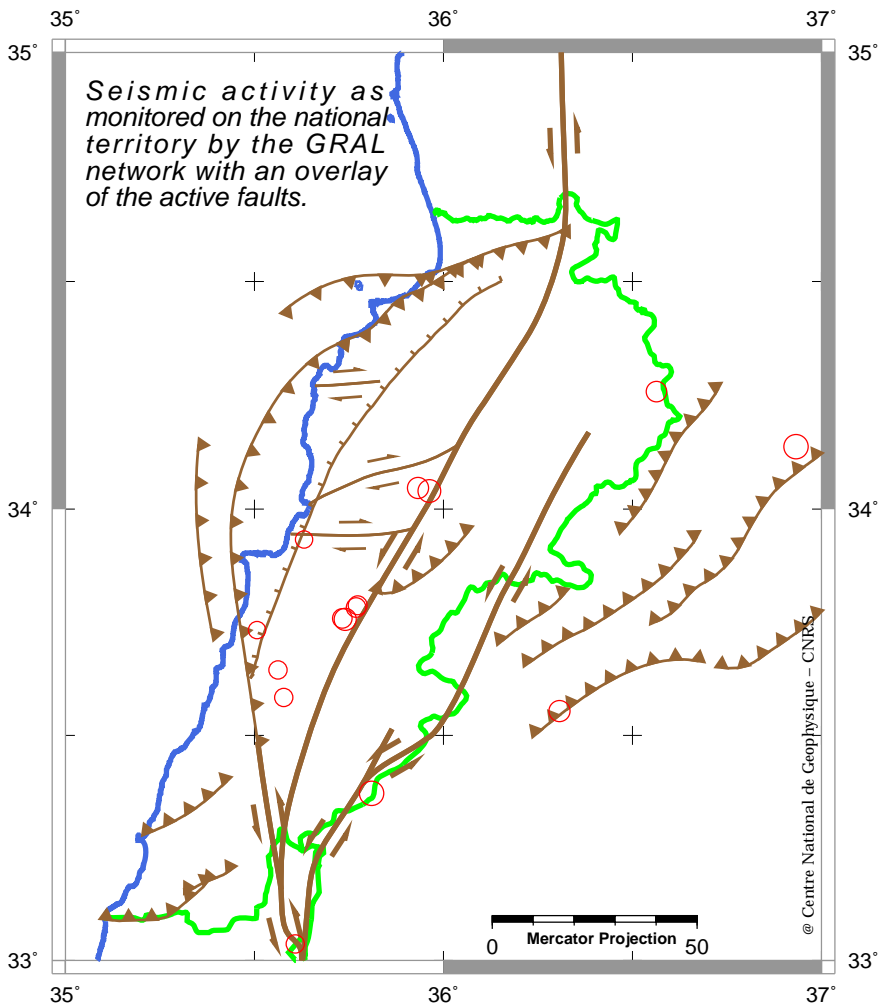 35° 36° 37°
35° 35°
Seismic activity as
monitored on the national
territory by the GRAL
network with an overlay
of the active faults.
34° 34°
@ Centre National de Geophysique – CNRS
0 Mercator Projection 50
33° 33°
35° 36° 37°